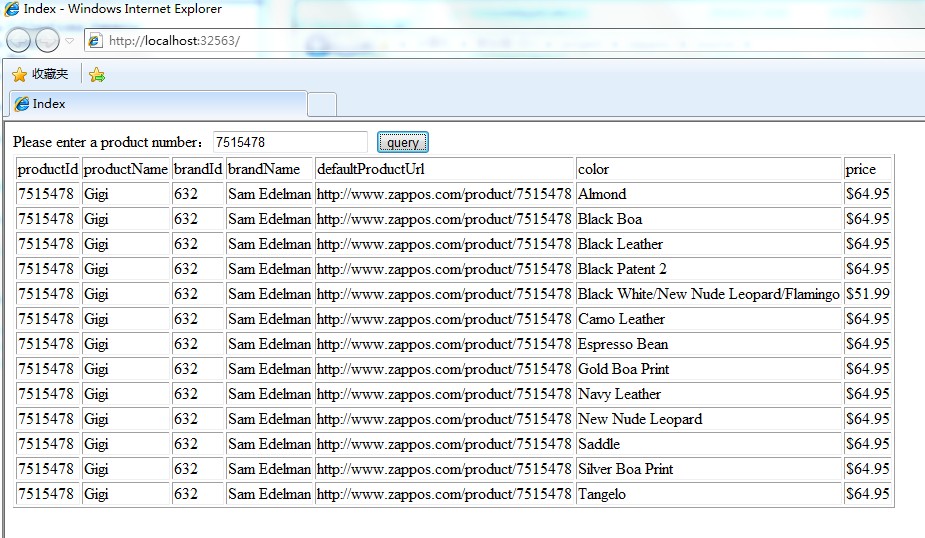 Index - Windows Internet Explorer
http://localhost:32563/
收藏夹
Index
Please enter a product number： 7515478 query
productId productName brandId brandName defaultProductUrl color price
7515478 Gigi 632 Sam Edelman http://www.zappos.com/product/7515478 Almond $64.95
7515478 Gigi 632 Sam Edelman http://www.zappos.com/product/7515478 Black Boa $64.95
7515478 Gigi 632 Sam Edelman http://www.zappos.com/product/7515478 Black Leather $64.95
7515478 Gigi 632 Sam Edelman http://www.zappos.com/product/7515478 Black Patent 2 $64.95
7515478 Gigi 632 Sam Edelman http://www.zappos.com/product/7515478 Black White/New Nude Leopard/Flamingo $51.99
7515478 Gigi 632 Sam Edelman http://www.zappos.com/product/7515478 Camo Leather $64.95
7515478 Gigi 632 Sam Edelman http://www.zappos.com/product/7515478 Espresso Bean $64.95
7515478 Gigi 632 Sam Edelman http://www.zappos.com/product/7515478 Gold Boa Print $64.95
7515478 Gigi 632 Sam Edelman http://www.zappos.com/product/7515478 Navy Leather $64.95
7515478 Gigi 632 Sam Edelman http://www.zappos.com/product/7515478 New Nude Leopard $64.95
7515478 Gigi 632 Sam Edelman http://www.zappos.com/product/7515478 Saddle $64.95
7515478 Gigi 632 Sam Edelman http://www.zappos.com/product/7515478 Silver Boa Print $64.95
7515478 Gigi 632 Sam Edelman http://www.zappos.com/product/7515478 Tangelo $64.95